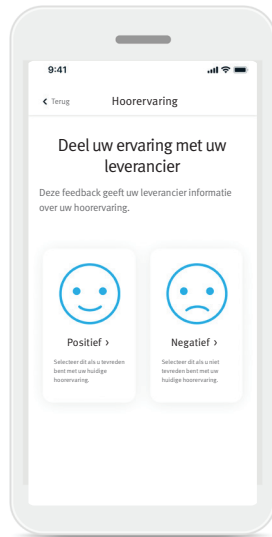 9:41
Terug Hoorervaring
Deel uw ervaring met uw
leverancier
Deze feedback geeft uw leverancier informatie
over uw hoorervaring.
Positief ›
Selecteer dit als u tevreden
bent met uw huidige
hoorervaring.
Negatief ›
Selecteer dit als u niet
tevreden bent met uw
huidige hoorervaring.